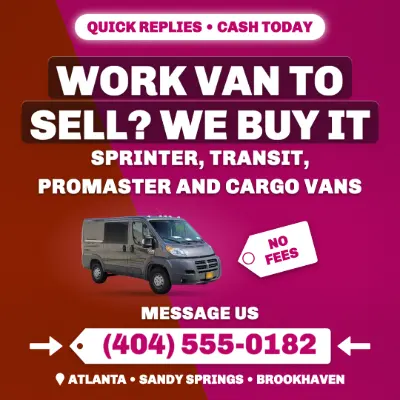 QUICK REPLIES • CASH TODAY
WORK VAN TO
SELL? WE BUY IT
SPRINTER, TRANSIT,
PROMASTER AND CARGO VANS
NO
FEES
MESSAGE US
(404) 555-0182
ATLANTA • SANDY SPRINGS • BROOKHAVEN